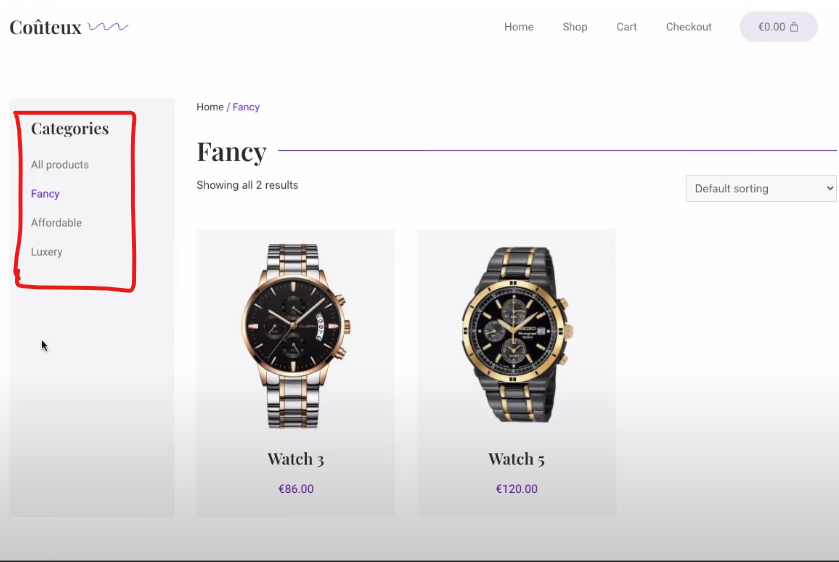 Coûteux
Home Shop Cart Checkout €0.00
Categories
All products
Fancy
Affordable
Luxery
Home / Fancy
Fancy
Showing all 2 results
Default sorting
SEIKO
Watch 3
€86.00
Watch 5
€120.00